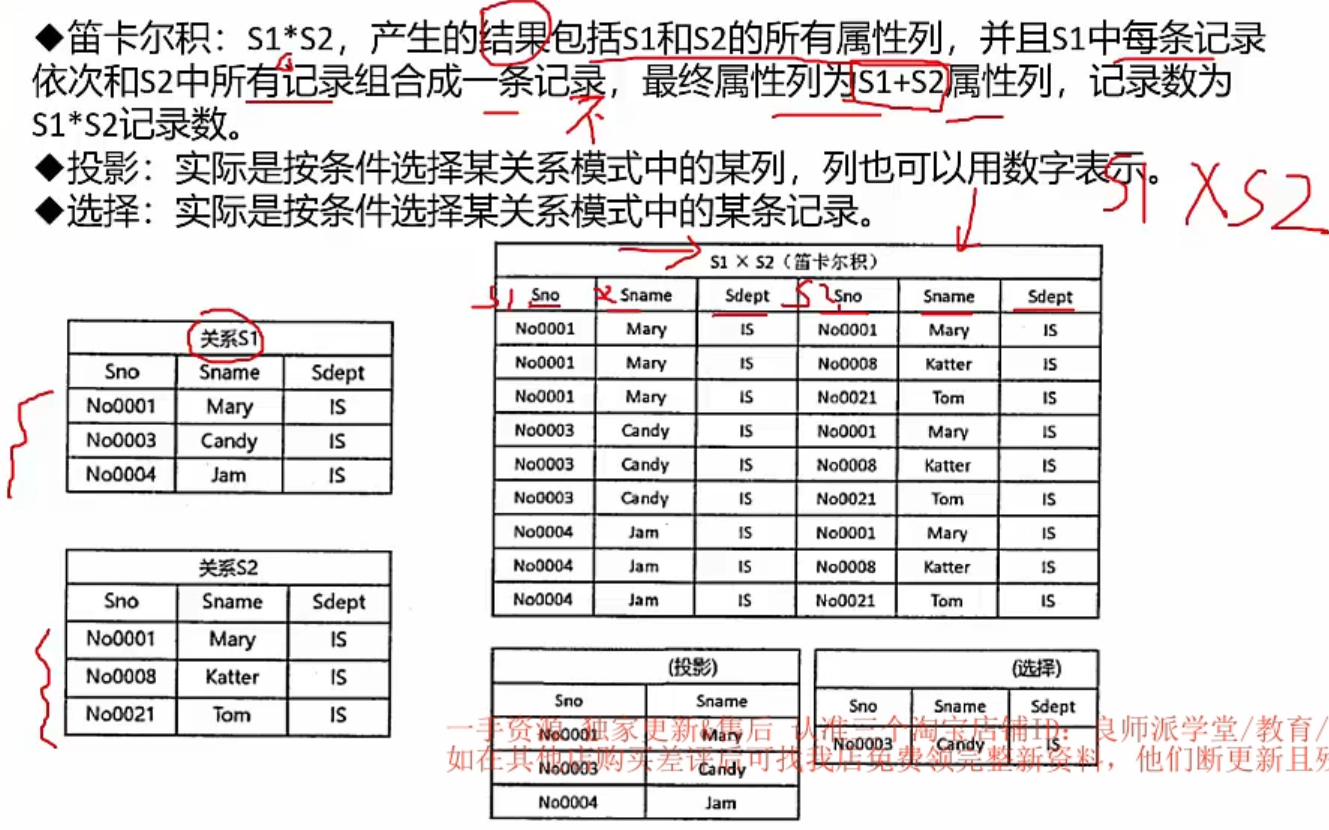 ◆笛卡尔积：S1*S2，产生的结果包括S1和S2的所有属性列，并且S1中每条记录
依次和S2中所有记录组合成一条记录，最终属性列为S1+S2属性列，记录数为
S1*S2记录数。
◆投影：实际是按条件选择某关系模式中的某列，列也可以用数字表示。
◆选择：实际是按条件选择某关系模式中的某条记录。
S1 X S2
S1 × S2（笛卡尔积）
S1 Sno Sname Sdept S2 Sno Sname Sdept
No0001 Mary IS No0001 Mary IS
No0001 Mary IS No0008 Katter IS
No0001 Mary IS No0021 Tom IS
No0003 Candy IS No0001 Mary IS
No0003 Candy IS No0008 Katter IS
No0003 Candy IS No0021 Tom IS
No0004 Jam IS No0001 Mary IS
No0004 Jam IS No0008 Katter IS
No0004 Jam IS No0021 Tom IS
关系S1
Sno Sname Sdept
No0001 Mary IS
No0003 Candy IS
No0004 Jam IS
关系S2
Sno Sname Sdept
No0001 Mary IS
No0008 Katter IS
No0021 Tom IS
(投影)
Sno Sname
No0001 Mary
No0003 Candy
No0004 Jam
(选择)
Sno Sname Sdept
No0003 Candy IS
一手资源 独家更新&售后 认准三个淘宝店铺ID：良师派学堂/教育/
如在其他店购买差评后可找我店免费领完整新资料，他们断更新且